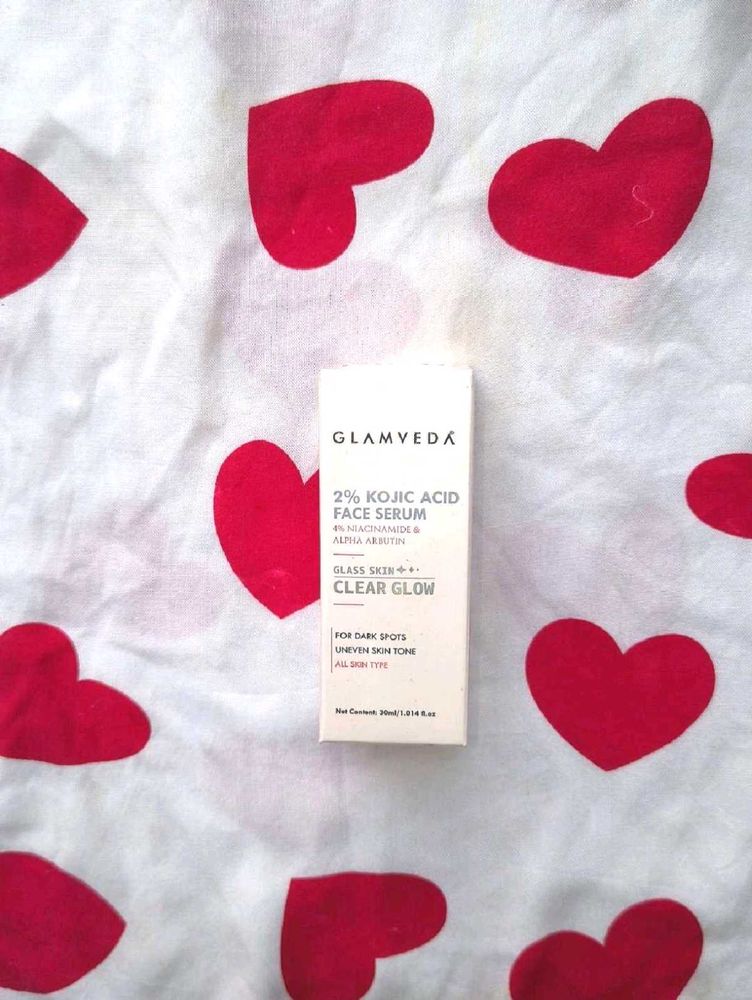 GLAMVEDA
2% KOJIC ACID
FACE SERUM
4% NIACINAMIDE &
ALPHA ARBUTIN
GLASS SKIN
CLEAR GLOW
FOR DARK SPOTS
UNEVEN SKIN TONE
ALL SKIN TYPE
Net Content: 30ml/1.014 fl.oz